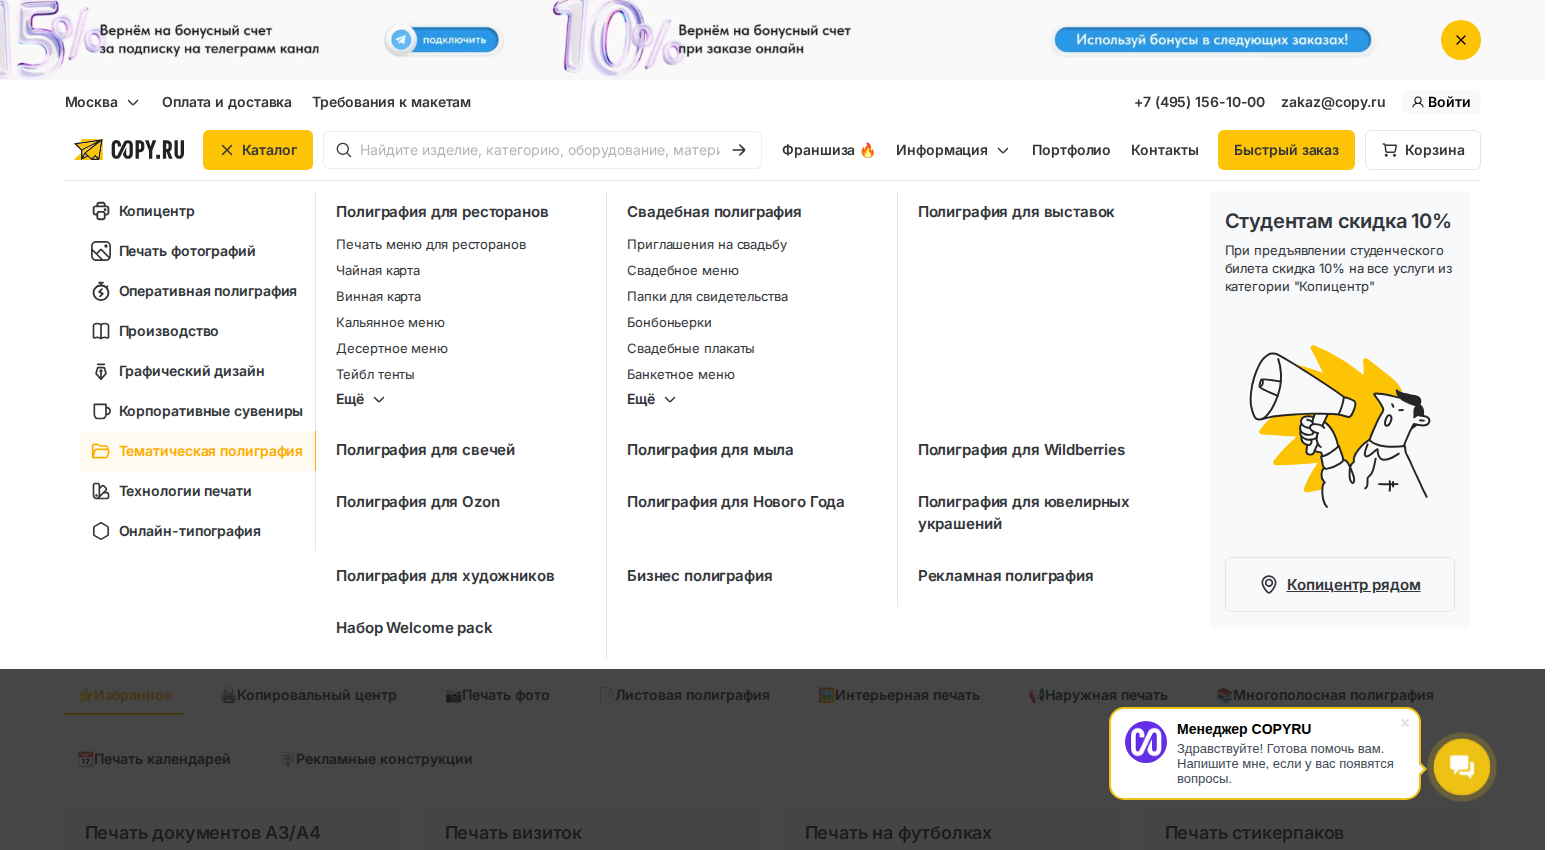 15%
Вернём на бонусный счет
за подписку на телеграмм канал
подключить
10%
Вернём на бонусный счет
при заказе онлайн
Используй бонусы в следующих заказах!
Москва
Оплата и доставка
Требования к макетам
+7 (495) 156-10-00
zakaz@copy.ru
Войти
COPY.RU
Каталог
Найдите изделие, категорию, оборудование, матери
Франшиза 🔥
Информация
Портфолио
Контакты
Быстрый заказ
Корзина
Копицентр
Печать фотографий
Оперативная полиграфия
Производство
Графический дизайн
Корпоративные сувениры
Тематическая полиграфия
Технологии печати
Онлайн-типография
Полиграфия для ресторанов
Печать меню для ресторанов
Чайная карта
Винная карта
Кальянное меню
Десертное меню
Тейбл тенты
Ещё
Свадебная полиграфия
Приглашения на свадьбу
Свадебное меню
Папки для свидетельства
Бонбоньерки
Свадебные плакаты
Банкетное меню
Ещё
Полиграфия для выставок
Полиграфия для свечей
Полиграфия для мыла
Полиграфия для Wildberries
Полиграфия для Ozon
Полиграфия для Нового Года
Полиграфия для ювелирных
украшений
Полиграфия для художников
Бизнес полиграфия
Рекламная полиграфия
Набор Welcome pack
Студентам скидка 10%
При предъявлении студенческого
билета скидка 10% на все услуги из
категории "Копицентр"
Копицентр рядом
⭐Избранное
🖨️Копировальный центр
📷Печать фото
📄Листовая полиграфия
🖼️Интерьерная печать
📢Наружная печать
📚Многополосная полиграфия
📆Печать календарей
🪧Рекламные конструкции
Менеджер COPYRU
Здравствуйте! Готова помочь вам.
Напишите мне, если у вас появятся
вопросы.
Печать документов А3/А4
Печать визиток
Печать на футболках
Печать стикерпаков